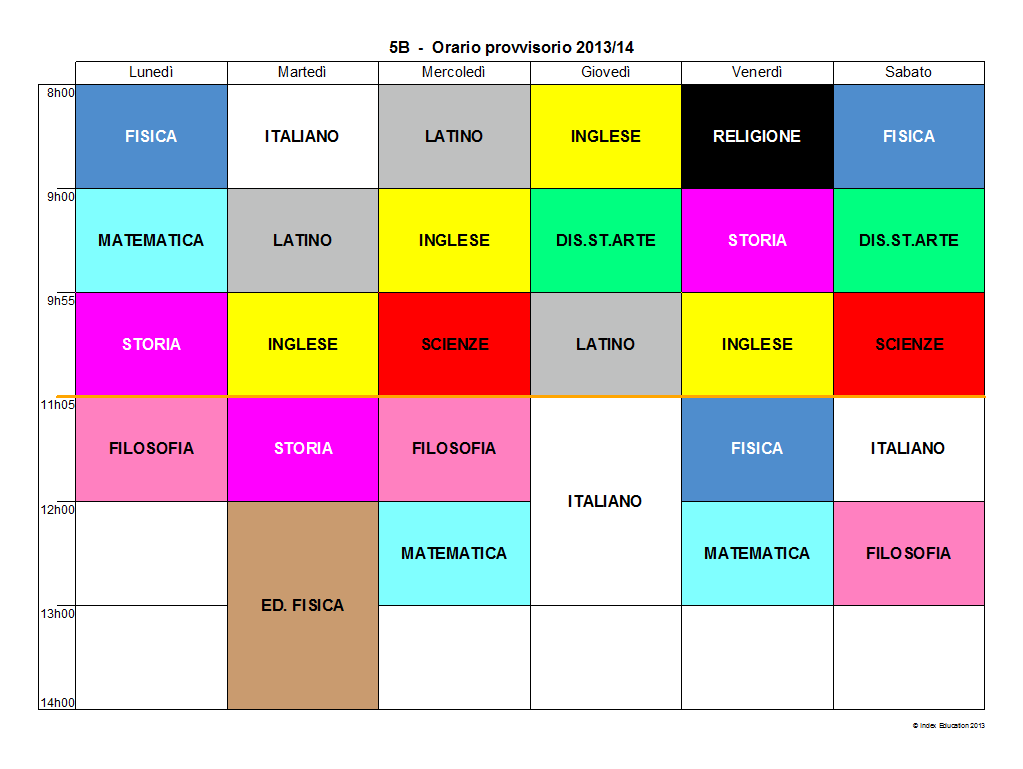 5B - Orario provvisorio 2013/14
Lunedì Martedì Mercoledì Giovedì Venerdì Sabato
8h00
FISICA ITALIANO LATINO INGLESE RELIGIONE FISICA
9h00
MATEMATICA LATINO INGLESE DIS.ST.ARTE STORIA DIS.ST.ARTE
9h55
STORIA INGLESE SCIENZE LATINO INGLESE SCIENZE
11h05
FILOSOFIA STORIA FILOSOFIA FISICA ITALIANO
ITALIANO
12h00
MATEMATICA MATEMATICA FILOSOFIA
ED. FISICA
13h00
14h00
© Index Education 2013